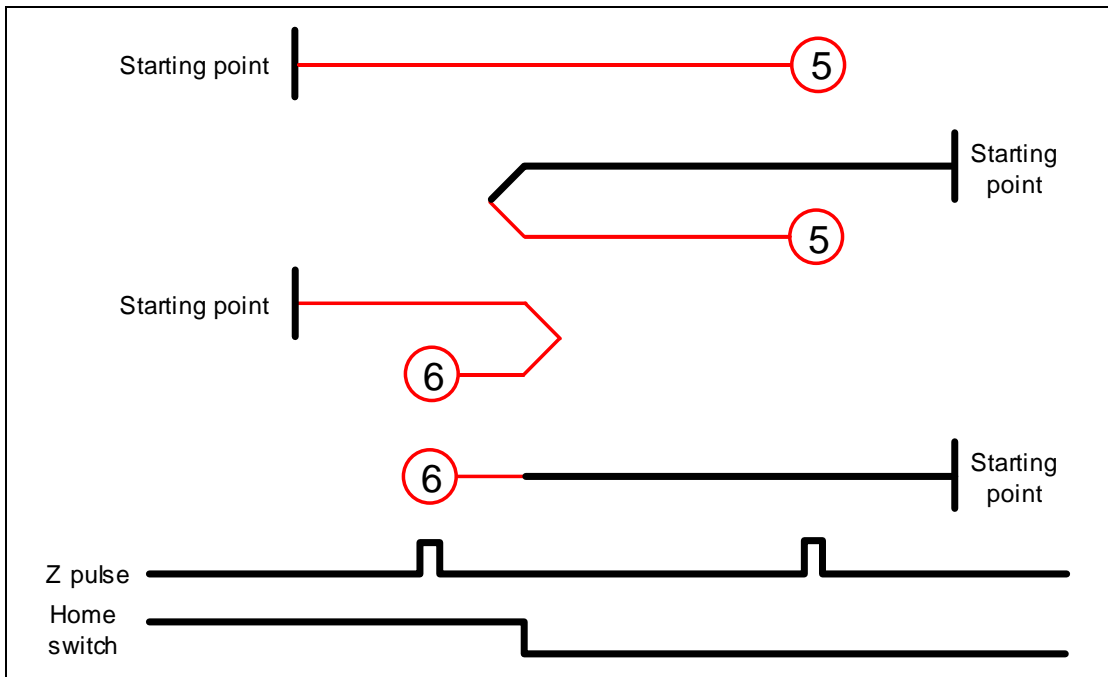 Starting point
5
Starting
point
5
Starting point
6
6
Starting
point
Z pulse
Home
switch